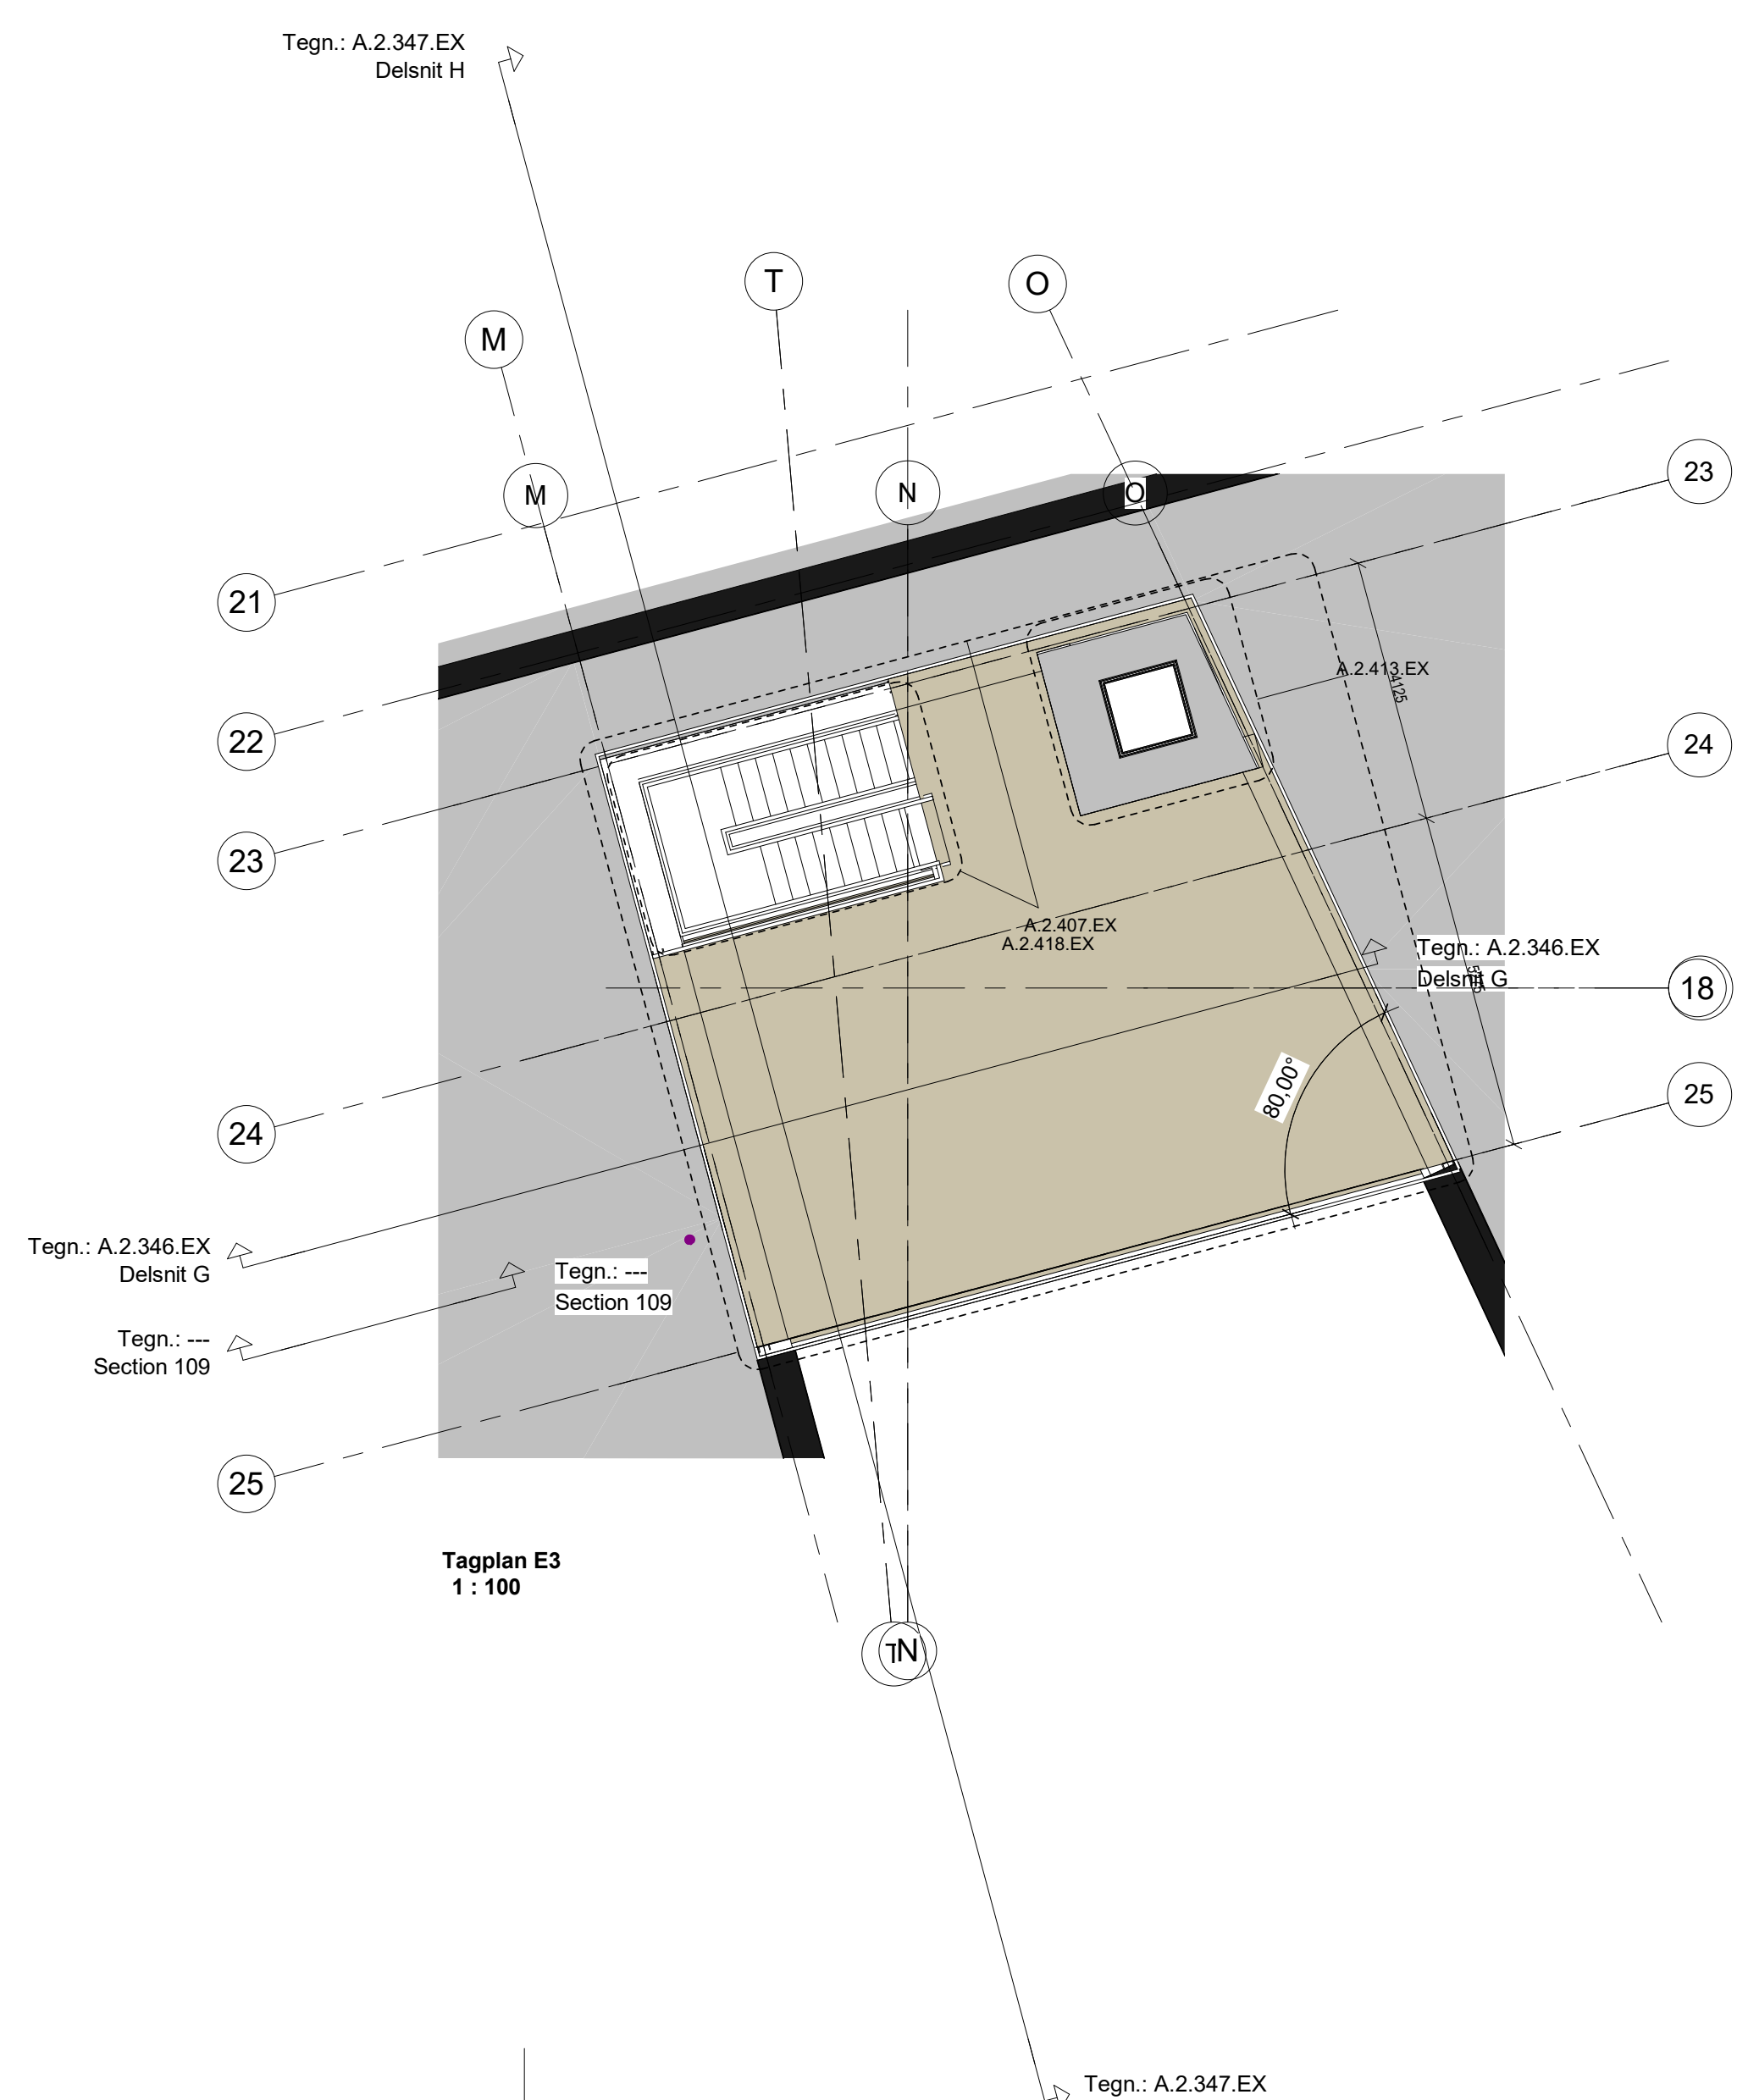 Tegn.: A.2.347.EX
Delsnit H
T
O
M
M
N
O
23
21
A.2.413.EX
22
24
23
A.2.407.EX
A.2.418.EX
Tegn.: A.2.346.EX
Delsnit G
18
80,00°
25
24
Tegn.: A.2.346.EX
Delsnit G
Tegn.: ---
Section 109
Tegn.: ---
Section 109
25
Tagplan E3
1 : 100
T
N
Tegn.: A.2.347.EX